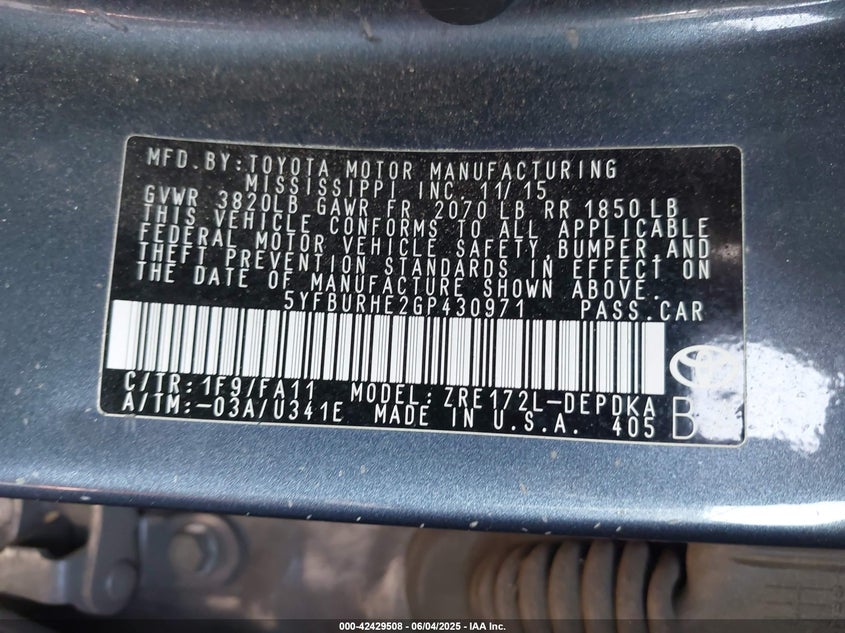 MFD.BY:TOYOTA MOTOR MANUFACTURING
MISSISSIPPI INC. 11/15
GVWR 3820LB GAWR FR 2070 LB RR 1850 LB
THIS VEHICLE CONFORMS TO ALL APPLICABLE
FEDERAL MOTOR VEHICLE SAFETY, BUMPER, AND
THEFT PREVENTION STANDARDS IN EFFECT ON
THE DATE OF MANUFACTURE SHOWN ABOVE.
5YFBURHE2GP430971 PASS.CAR
C/TR:1F9/FA11 MODEL:ZRE172L-DEPDKA
A/TM:-03A/U341E MADE IN U.S.A. 405
000-42429508 - 06/04/2025 - IAA Inc.